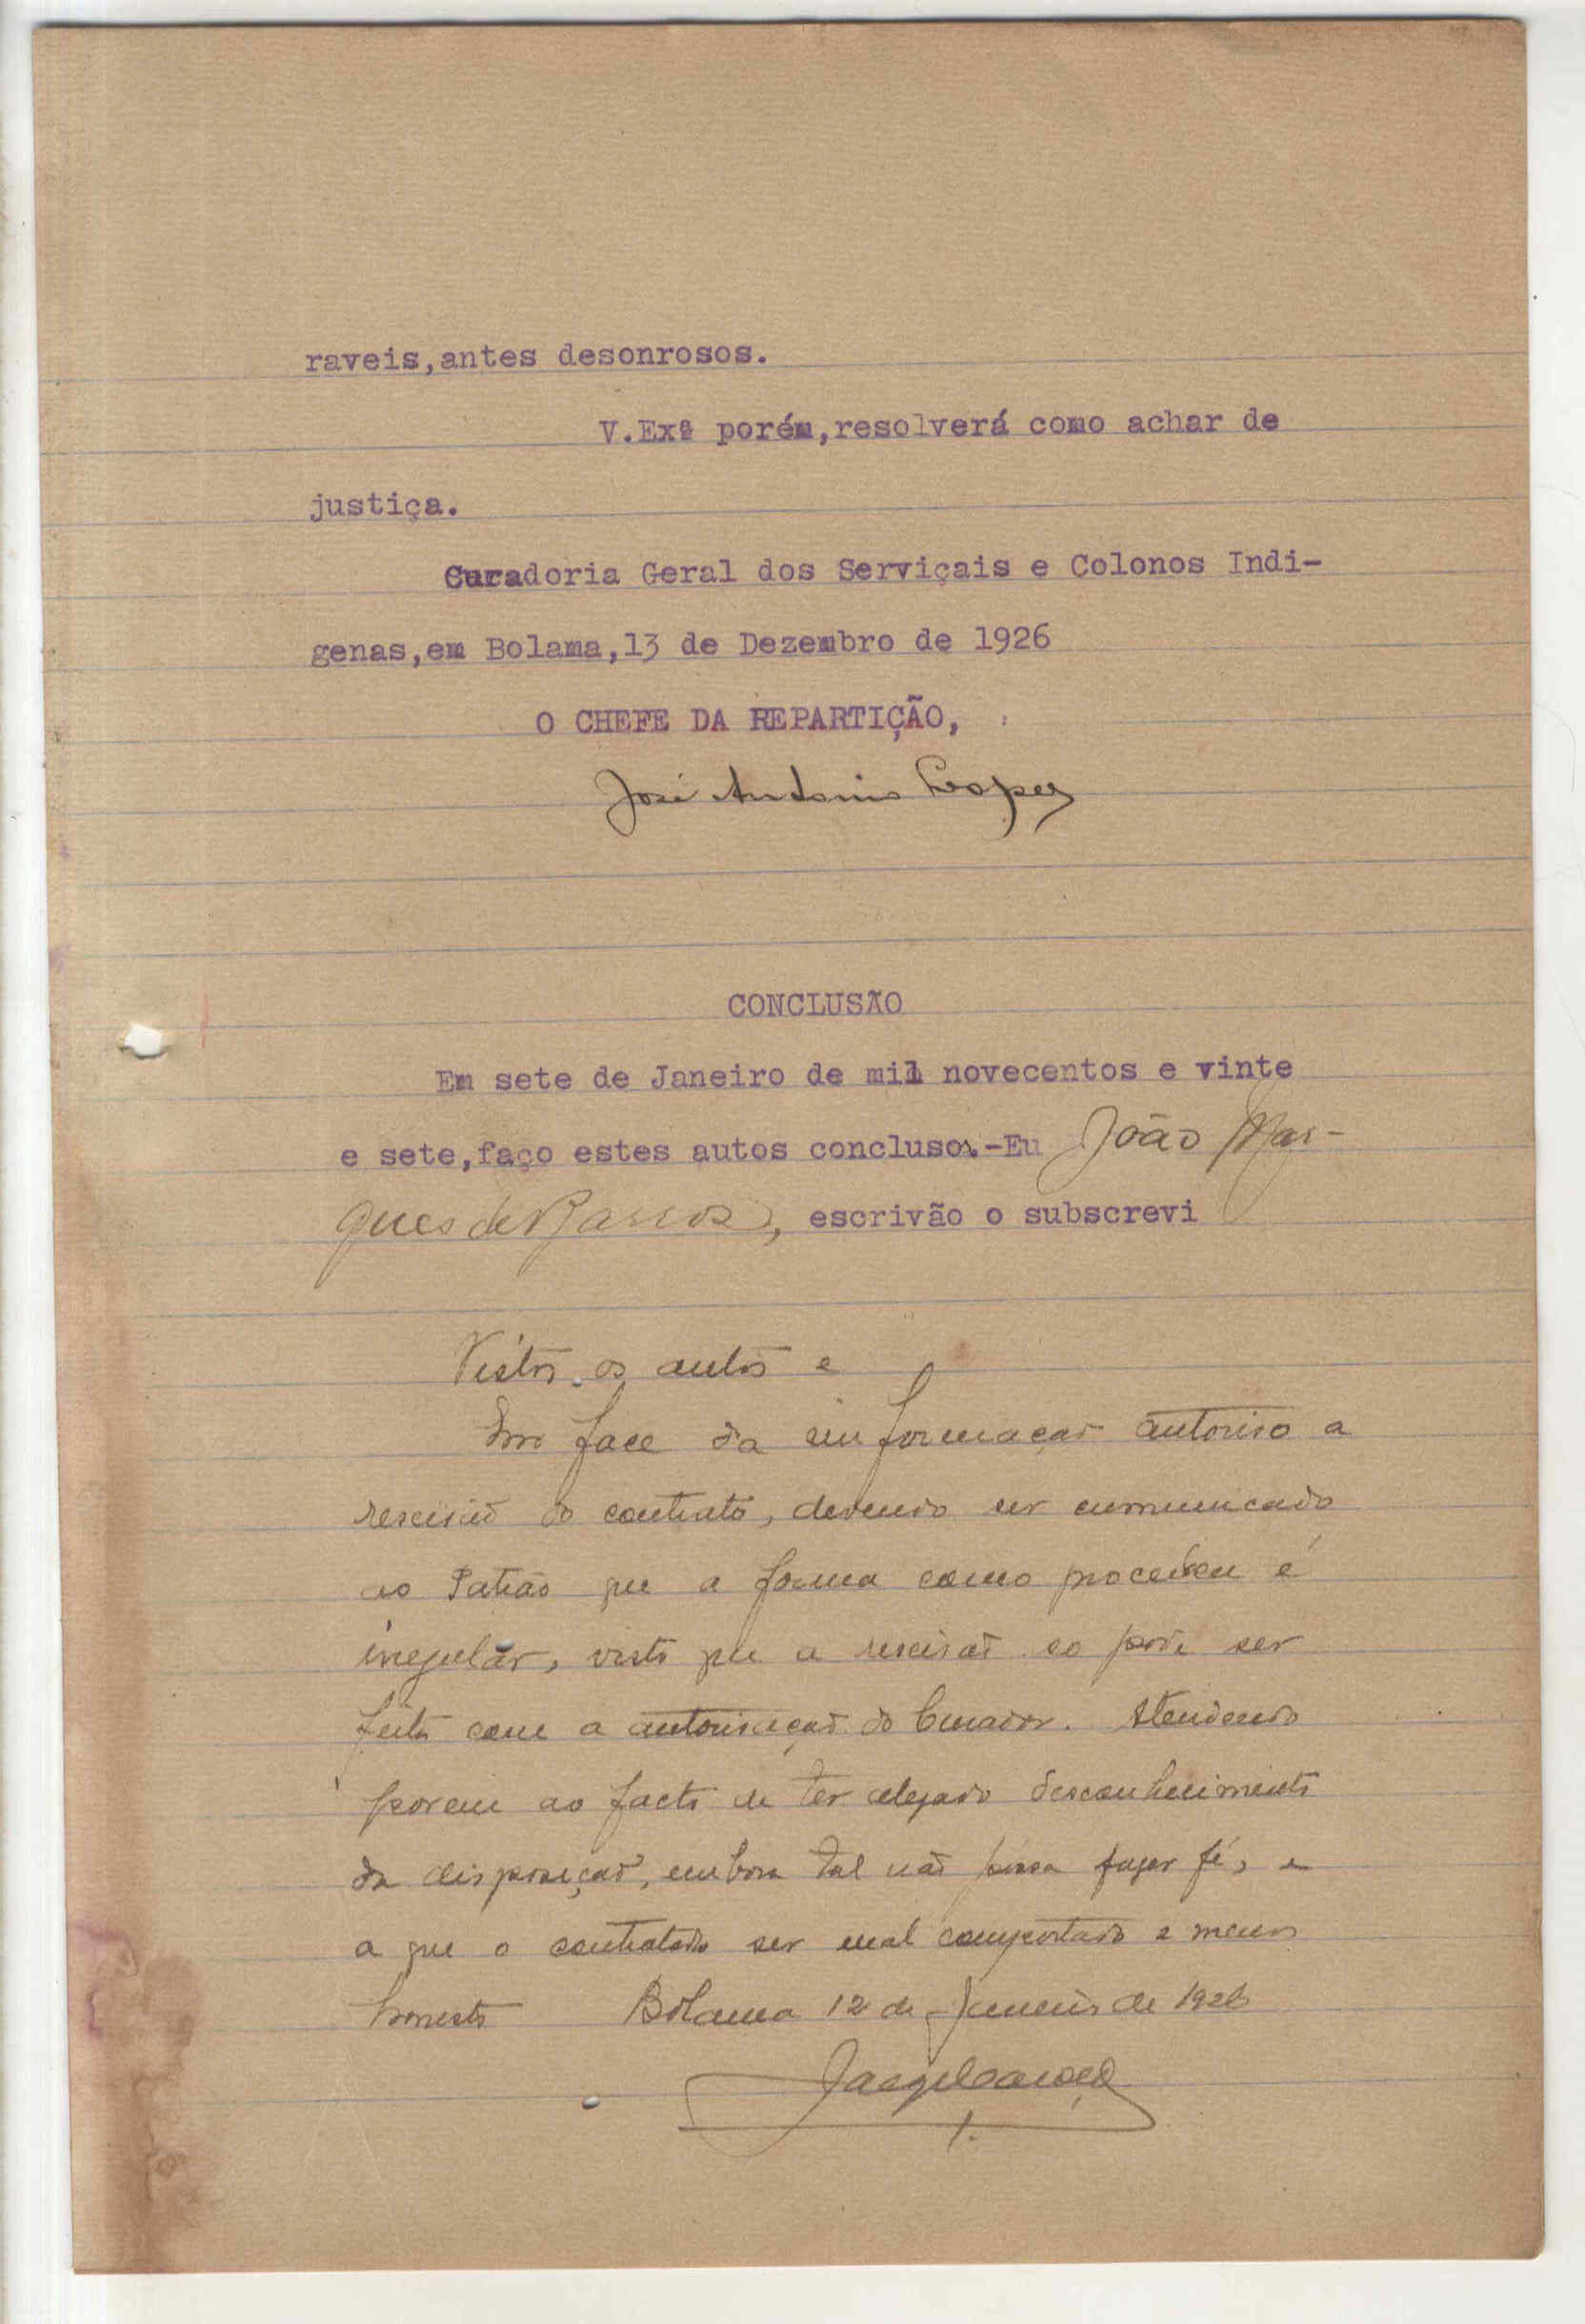 raveis,antes desonrosos.
V.Exª porém,resolverá como achar de
justiça.
Curadoria Geral dos Serviçais e Colonos Indi-
genas,em Bolama,13 de Dezembro de 1926
O CHEFE DA REPARTIÇÃO,
José Antonio Lopes
CONCLUSÃO
Em sete de Janeiro de mil novecentos e vinte
e sete,faço estes autos conclusos.-Eu João Mar-
ques de Barros, escrivão o subscrevi
Vistos os autos e
Em face da informação autoriso a
rescisão do contrato, devendo ser comunicado
ao Patrão que a forma como procedeu é
irregular, visto que a rescisão so pode ser
feita com a autorisação do Curador. Atendendo
porem ao facto de ter alegado desconhecimento
da disposição, embora tal não possa fazer fé, e
a que o contratado ser mal comportado e menos
honesto Bolama 12 de Janeiro de 1926